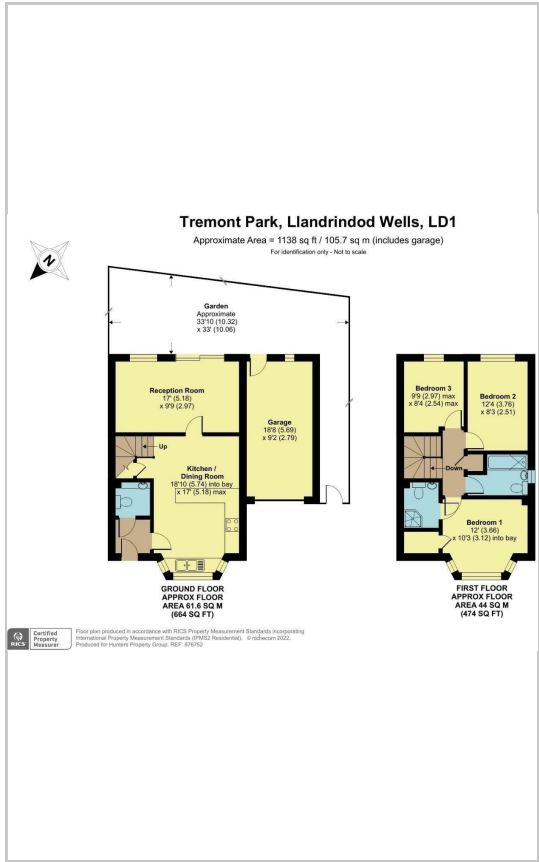 Tremont Park, Llandrindod Wells, LD1
Approximate Area = 1138 sq ft / 105.7 sq m (includes garage)
For identification only - Not to scale
N
Garden
Approximate
33'10 (10.32)
x 33' (10.06)
Reception Room
17' (5.18)
x 9'9 (2.97)
Garage
18'8 (5.69)
x 9'2 (2.79)
Up
Kitchen /
Dining Room
18'10 (5.74) into bay
x 17' (5.18) max
GROUND FLOOR
APPROX FLOOR
AREA 61.6 SQ M
(664 SQ FT)
Bedroom 3
9'9 (2.97) max
x 8'4 (2.54) max
Bedroom 2
12'4 (3.76)
x 8'3 (2.51)
Down
Bedroom 1
12' (3.66)
x 10'3 (3.12) into bay
FIRST FLOOR
APPROX FLOOR
AREA 44 SQ M
(474 SQ FT)
RICS
Certified
Property
Measurer
Floor plan produced in accordance with RICS Property Measurement Standards incorporating
International Property Measurement Standards (IPMS2 Residential). © nichecom 2022.
Produced for Hunters Property Group. REF: 876752